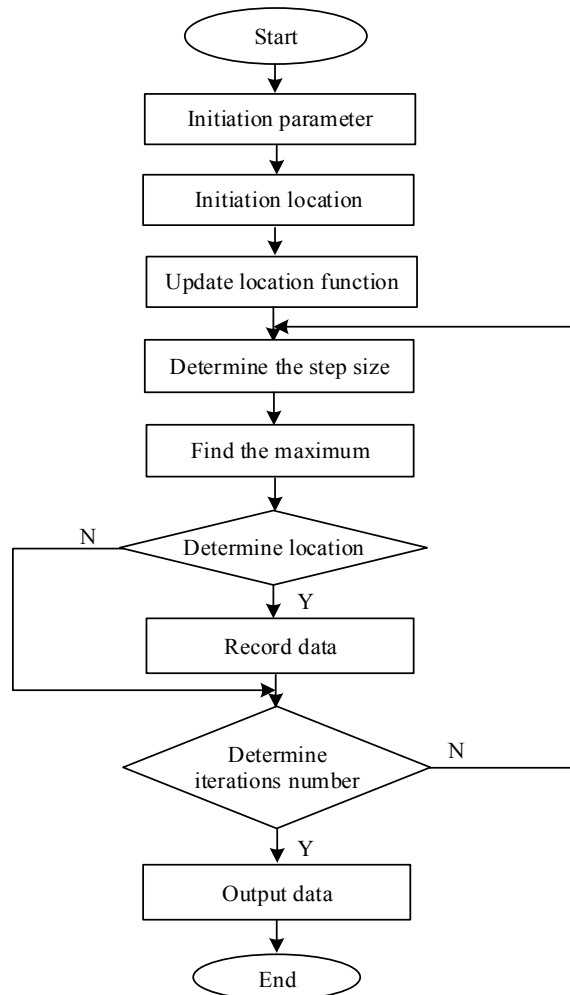 Start
Initiation parameter
Initiation location
Update location function
Determine the step size
Find the maximum
N
Determine location
Y
Record data
Determine
iterations number
N
Y
Output data
End